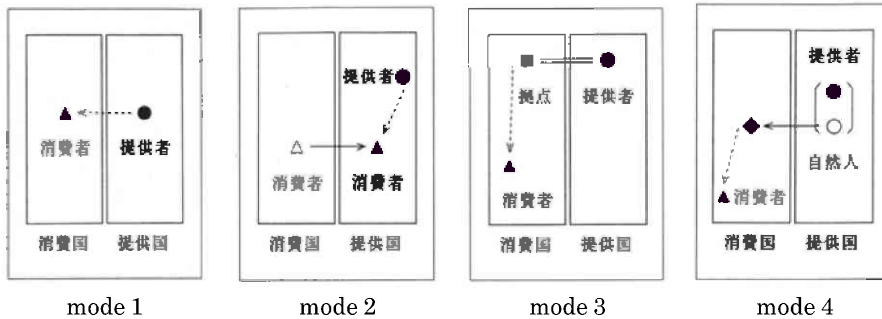 消費者 提供者
消費国 提供国
mode 1
提供者
消費者 消費者
消費国 提供国
mode 2
拠点 提供者
消費者
消費国 提供国
mode 3
提供者
自然人
消費者
消費国 提供国
mode 4